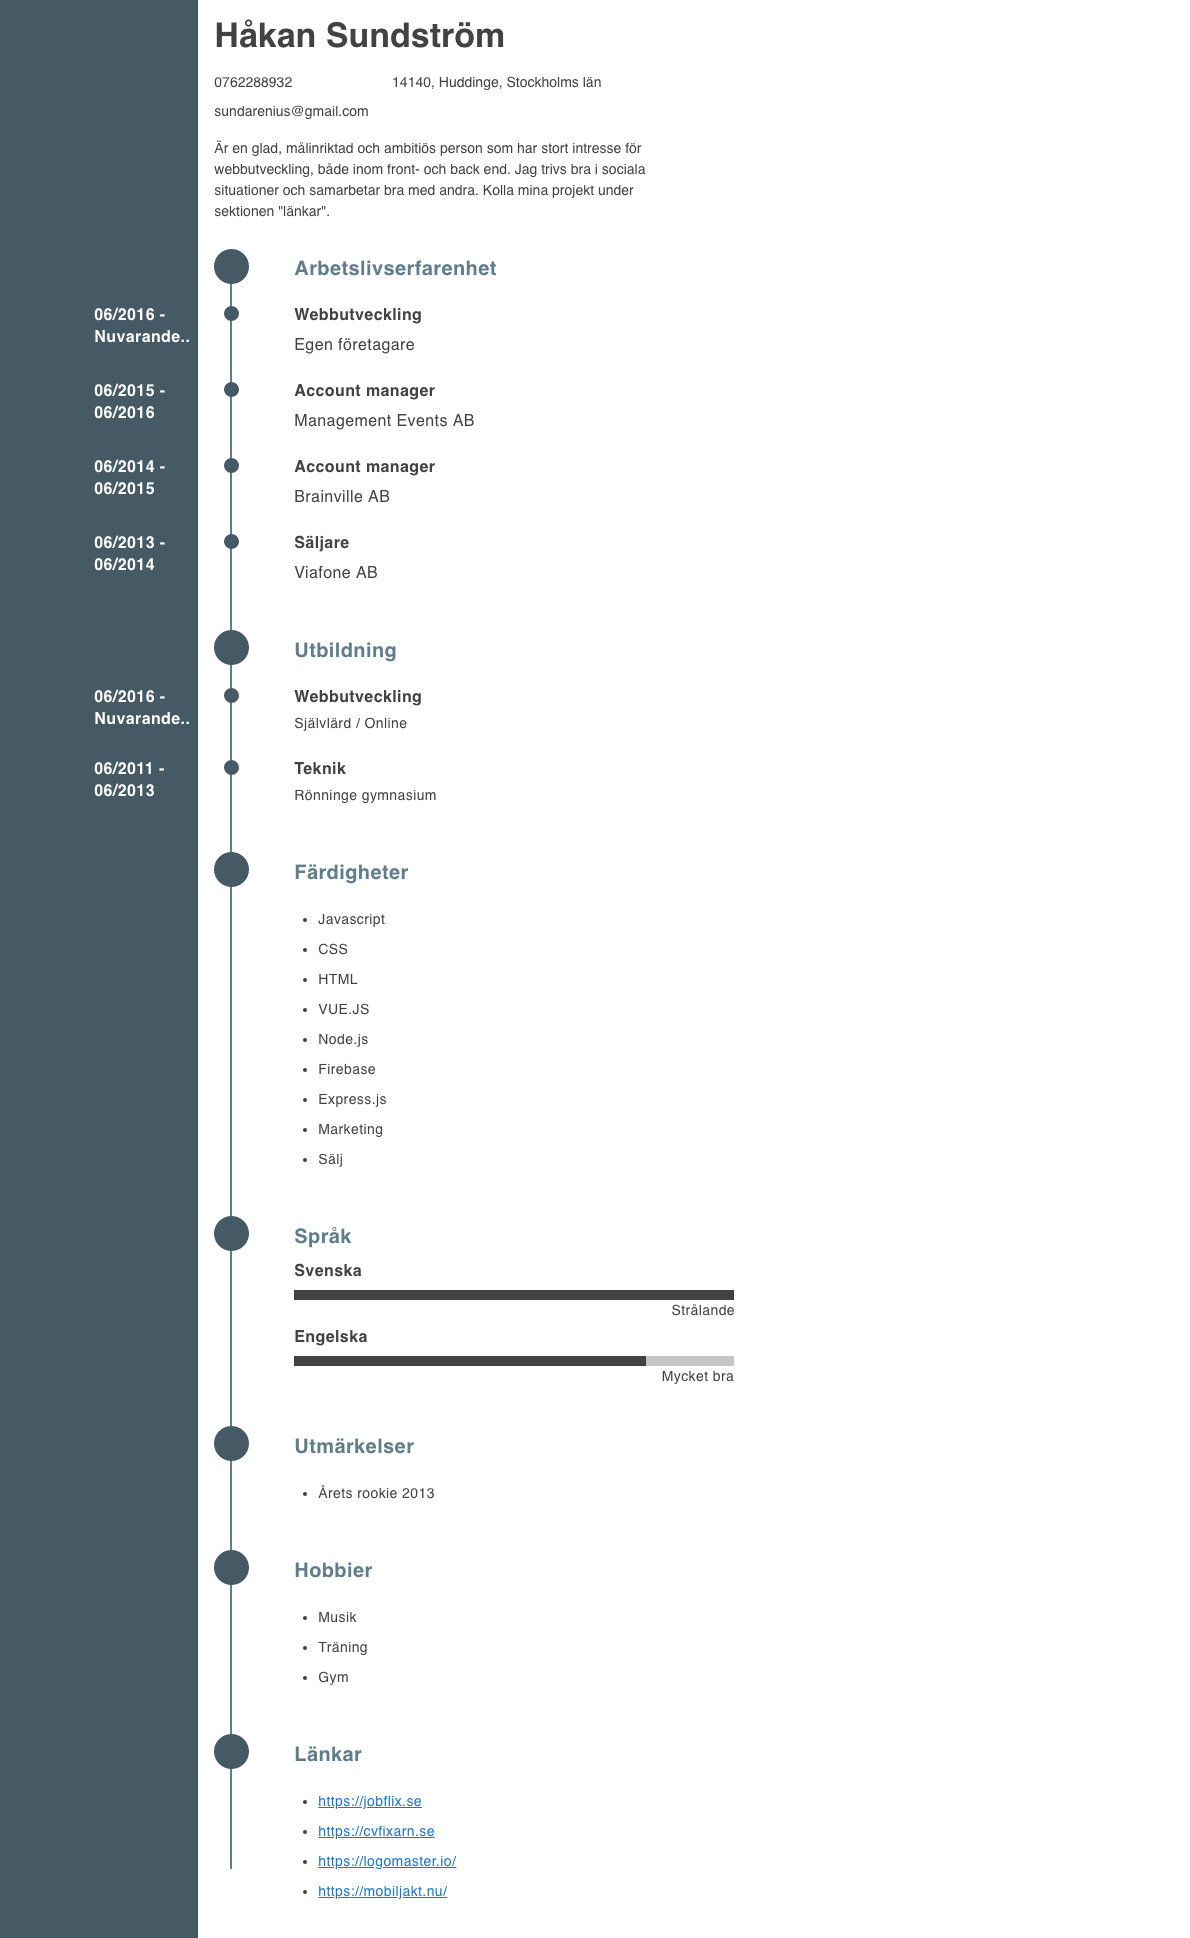 Håkan Sundström
0762288932 14140, Huddinge, Stockholms län
sundarenius@gmail.com
Är en glad, målinriktad och ambitiös person som har stort intresse för
webbutveckling, både inom front- och back end. Jag trivs bra i sociala
situationer och samarbetar bra med andra. Kolla mina projekt under
sektionen "länkar".
Arbetslivserfarenhet
06/2016 - Webbutveckling
Nuvarande.. Egen företagare
06/2015 - Account manager
06/2016 Management Events AB
06/2014 - Account manager
06/2015 Brainville AB
06/2013 - Säljare
06/2014 Viafone AB
Utbildning
06/2016 - Webbutveckling
Nuvarande.. Självlärd / Online
06/2011 - Teknik
06/2013 Rönninge gymnasium
Färdigheter
• Javascript
• CSS
• HTML
• VUE.JS
• Node.js
• Firebase
• Express.js
• Marketing
• Sälj
Språk
Svenska
Strålande
Engelska
Mycket bra
Utmärkelser
• Årets rookie 2013
Hobbier
• Musik
• Träning
• Gym
Länkar
• https://jobflix.se
• https://cvfixarn.se
• https://logomaster.io/
• https://mobiljakt.nu/